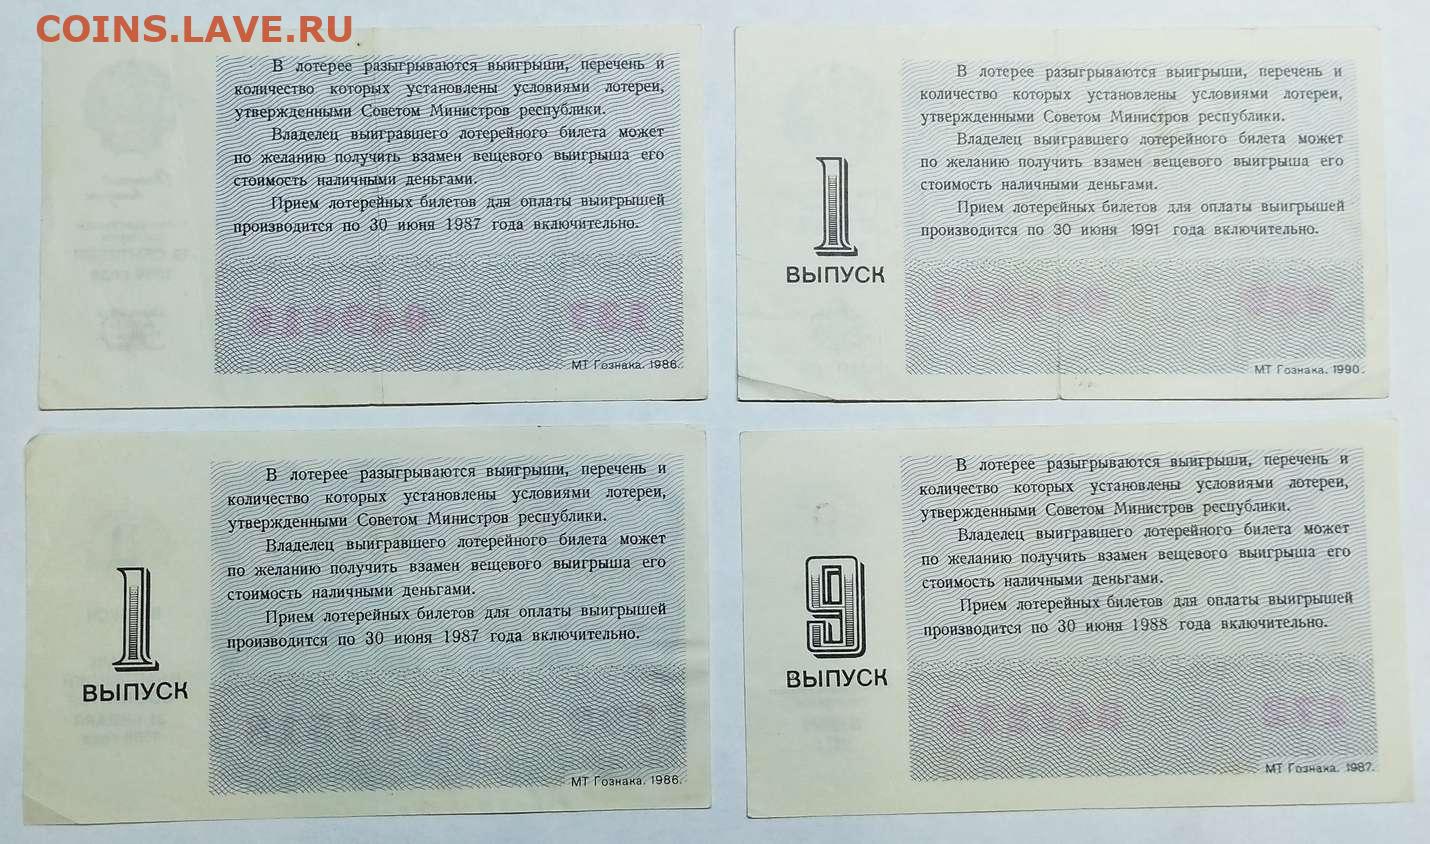 COINS.LAVE.RU
В лотерее разыгрываются выигрыши, перечень и
количество которых установлены условиями лотереи,
утвержденными Советом Министров республики.
Владелец выигравшего лотерейного билета может
по желанию получить взамен вещевого выигрыша его
стоимость наличными деньгами.
Прием лотерейных билетов для оплаты выигрышей
производится по 30 июня 1987 года включительно.
МТ Гознака. 1986.
В лотерее разыгрываются выигрыши, перечень и
количество которых установлены условиями лотереи,
утвержденными Советом Министров республики.
Владелец выигравшего лотерейного билета может
по желанию получить взамен вещевого выигрыша его
стоимость наличными деньгами.
Прием лотерейных билетов для оплаты выигрышей
производится по 30 июня 1991 года включительно.
1
ВЫПУСК
МТ Гознака. 1990.
В лотерее разыгрываются выигрыши, перечень и
количество которых установлены условиями лотереи,
утвержденными Советом Министров республики.
Владелец выигравшего лотерейного билета может
по желанию получить взамен вещевого выигрыша его
стоимость наличными деньгами.
Прием лотерейных билетов для оплаты выигрышей
производится по 30 июня 1987 года включительно.
1
ВЫПУСК
МТ Гознака. 1986.
В лотерее разыгрываются выигрыши, перечень и
количество которых установлены условиями лотереи,
утвержденными Советом Министров республики.
Владелец выигравшего лотерейного билета может
по желанию получить взамен вещевого выигрыша его
стоимость наличными деньгами.
Прием лотерейных билетов для оплаты выигрышей
производится по 30 июня 1988 года включительно.
9
ВЫПУСК
МТ Гознака. 1987.